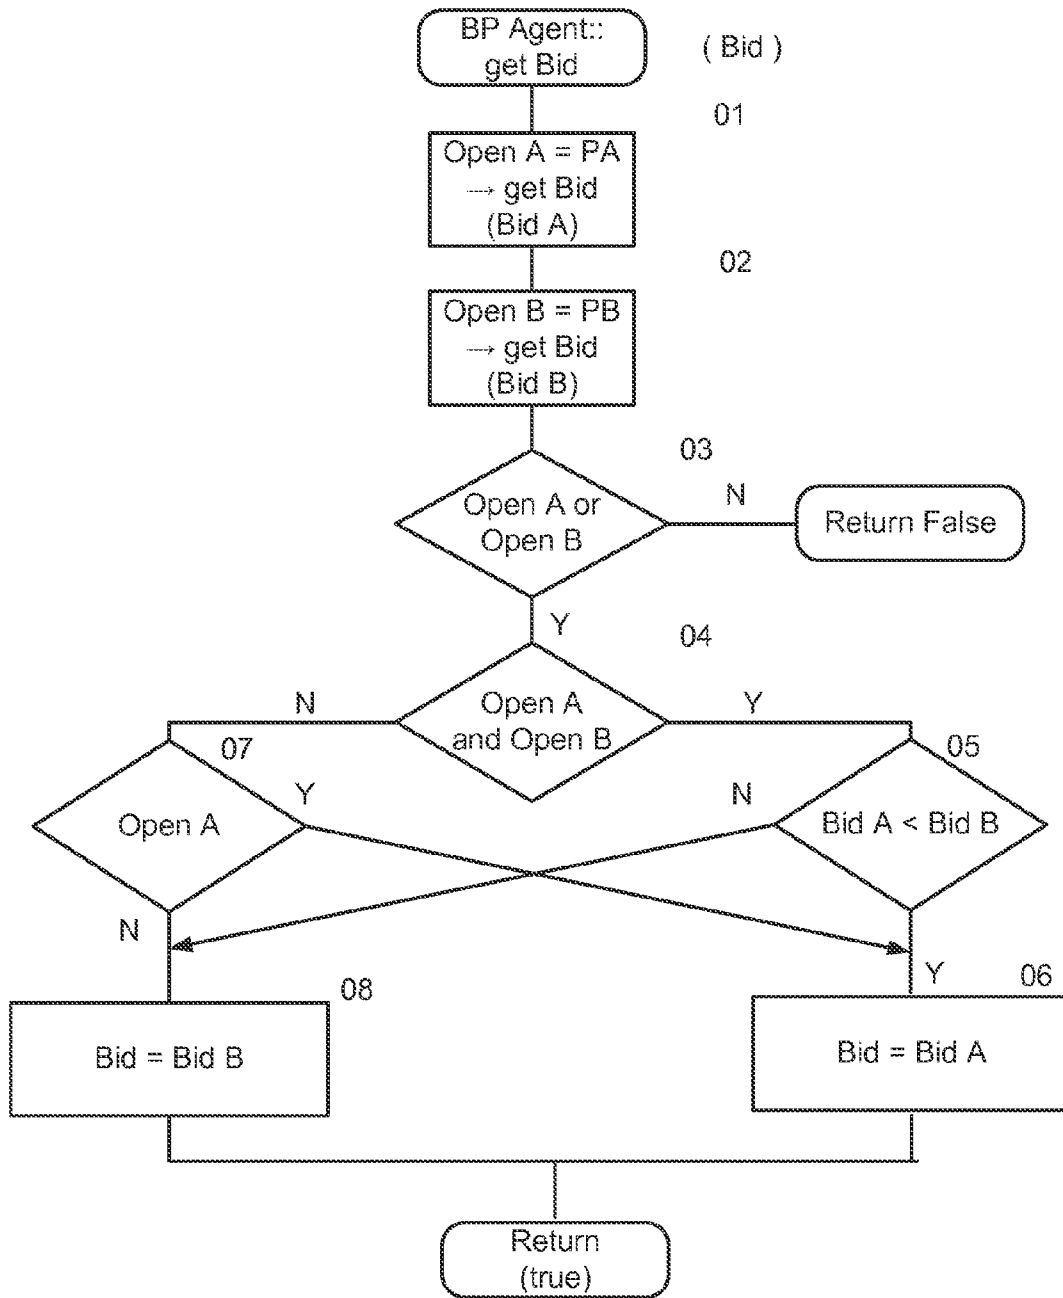 BP Agent::
get Bid
( Bid )
01
Open A = PA
→ get Bid
(Bid A)
02
Open B = PB
→ get Bid
(Bid B)
03
Open A or
Open B
N
Return False
Y
04
Open A
and Open B
N
Y
07
Open A
Y
05
Bid A < Bid B
N
N
Y
08
Bid = Bid B
06
Bid = Bid A
Return
(true)